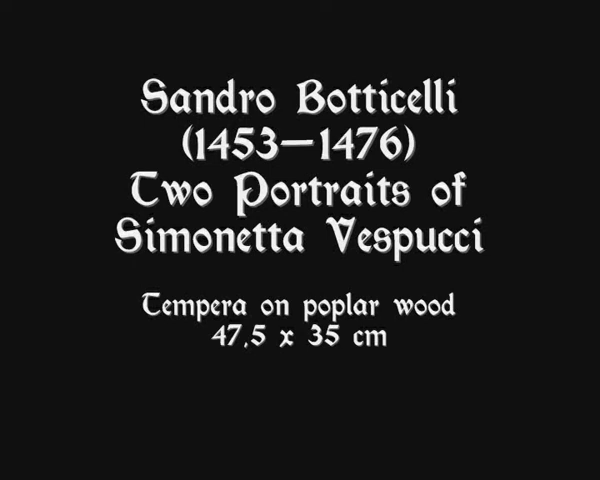 Sandro Botticelli
(1453—1476)
Two Portraits of
Simonetta Vespucci
Tempera on poplar wood
47,5 x 35 cm